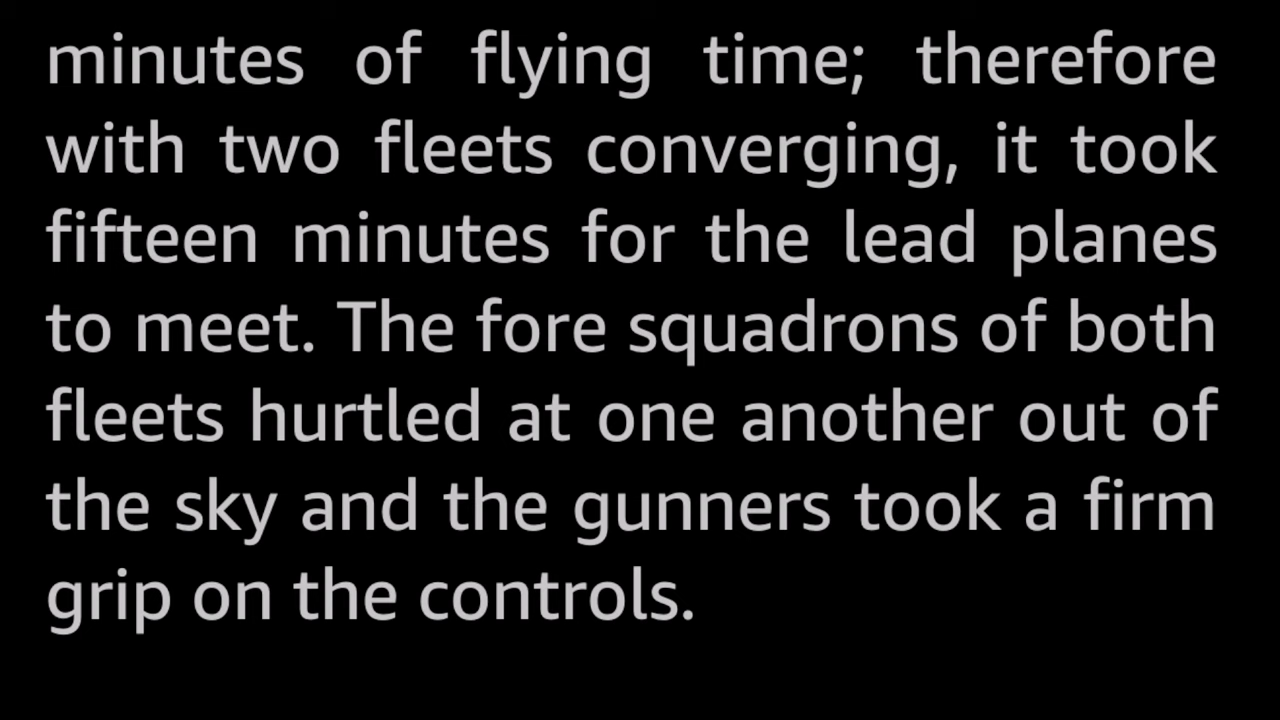 minutes of flying time; therefore
with two fleets converging, it took
fifteen minutes for the lead planes
to meet. The fore squadrons of both
fleets hurtled at one another out of
the sky and the gunners took a firm
grip on the controls.